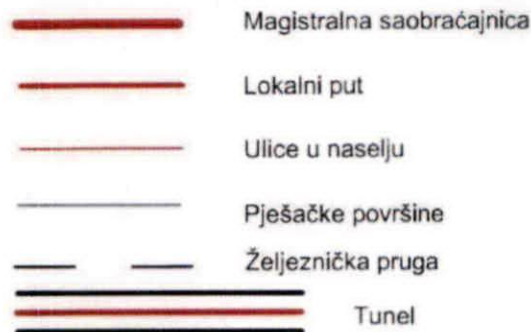 Magistralna saobraćajnica
Lokalni put
Ulice u naselju
Pješačke površine
Željeznička pruga
Tunel